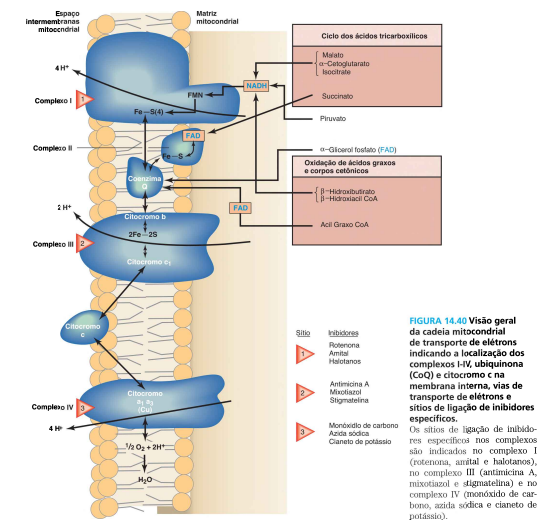 Espaço
intermembranas
mitocondrial
Matriz
mitocondrial
4 H⁺
Complexo I
1
FMN
Fe—S(4)
NADH
Complexo II
FAD
Fe—S
Coenzima
Q
2 H⁺
Citocromo b
2Fe—2S
Complexo III
2
Citocromo c₁
FAD
Citocromo
c
Complexo IV
3
Citocromo
a₁ a₃
(Cu)
4 H⁺
½ O₂ + 2H⁺
H₂O
Ciclo dos ácidos tricarboxílicos
Malato
α–Cetoglutarato
Isocitrato
Succinato
Piruvato
α–Glicerol fosfato (FAD)
Oxidação de ácidos graxos
e corpos cetônicos
β–Hidroxibutirato
β–Hidroxiacil CoA
Acil Graxo CoA
Sítio Inibidores
1
Rotenona
Amital
Halotanos
2
Antimicina A
Mixotiazol
Stigmatelina
3
Monóxido de carbono
Azida sódica
Cianeto de potássio
FIGURA 14.40 Visão geral
da cadeia mitocondrial
de transporte de elétrons
indicando a localização dos
complexos I-IV, ubiquinona
(CoQ) e citocromo c na
membrana interna, vias de
transporte de elétrons e
sítios de ligação de inibidores
específicos.
Os sítios de ligação de inibido-
res específicos nos complexos
são indicados no complexo I
(rotenona, amital e halotanos),
no complexo III (antimicina A,
mixotiazol e stigmatelina) e no
complexo IV (monóxido de car-
bono, azida sódica e cianeto de
potássio).